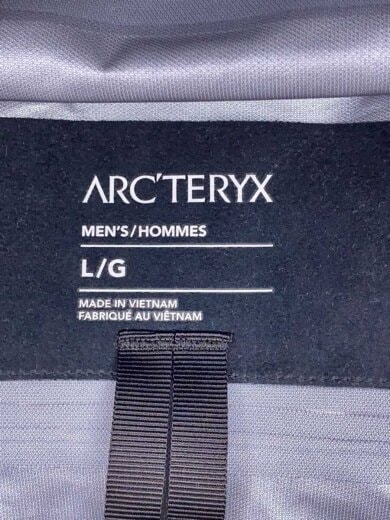 ARC'TERYX
MEN'S/HOMMES
L/G
MADE IN VIETNAM
FABRIQUÉ AU VIÊTNAM